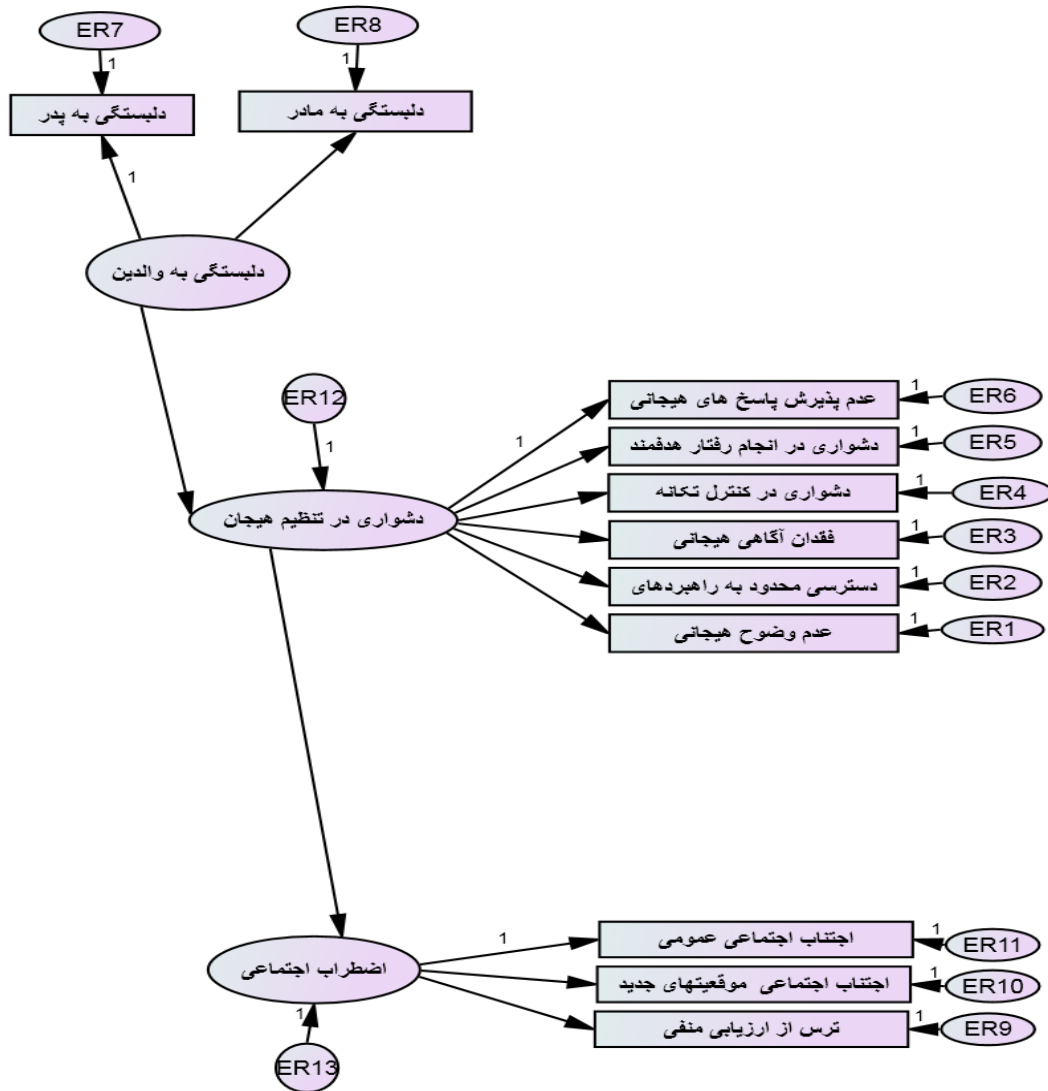 ER7
ER8
1
1
دلبستگی به پدر
دلبستگی به مادر
1
دلبستگی به والدین
ER12
1
عدم پذیرش پاسخ های هیجانی
1
ER6
1
دشواری در انجام رفتار هدفمند
1
ER5
دشواری در کنترل تکانه
1
ER4
دشواری در تنظیم هیجان
فقدان آگاهی هیجانی
1
ER3
دسترسی محدود به راهبردهای
1
ER2
عدم وضوح هیجانی
1
ER1
اجتناب اجتماعی عمومی
1
ER11
1
اضطراب اجتماعی
اجتناب اجتماعی موقعیتهای جدید
1
ER10
ترس از ارزیابی منفی
1
ER9
1
ER13